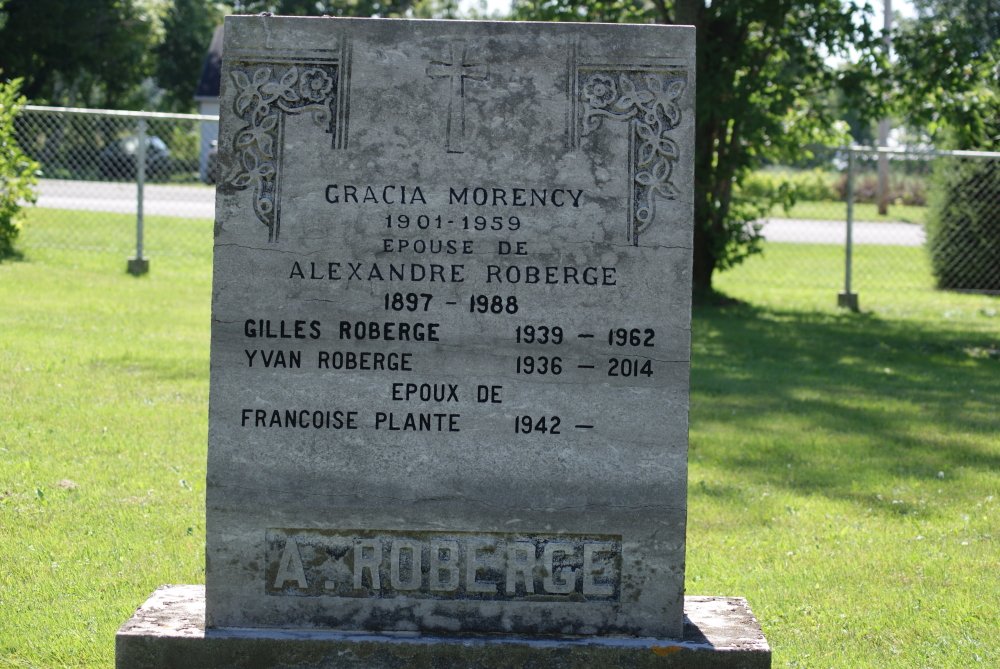 GRACIA MORENCY
1901-1959
EPOUSE DE
ALEXANDRE ROBERGE
1897 - 1988
GILLES ROBERGE 1939 - 1962
YVAN ROBERGE 1936 - 2014
EPOUX DE
FRANCOISE PLANTE 1942 -
A. ROBERGE